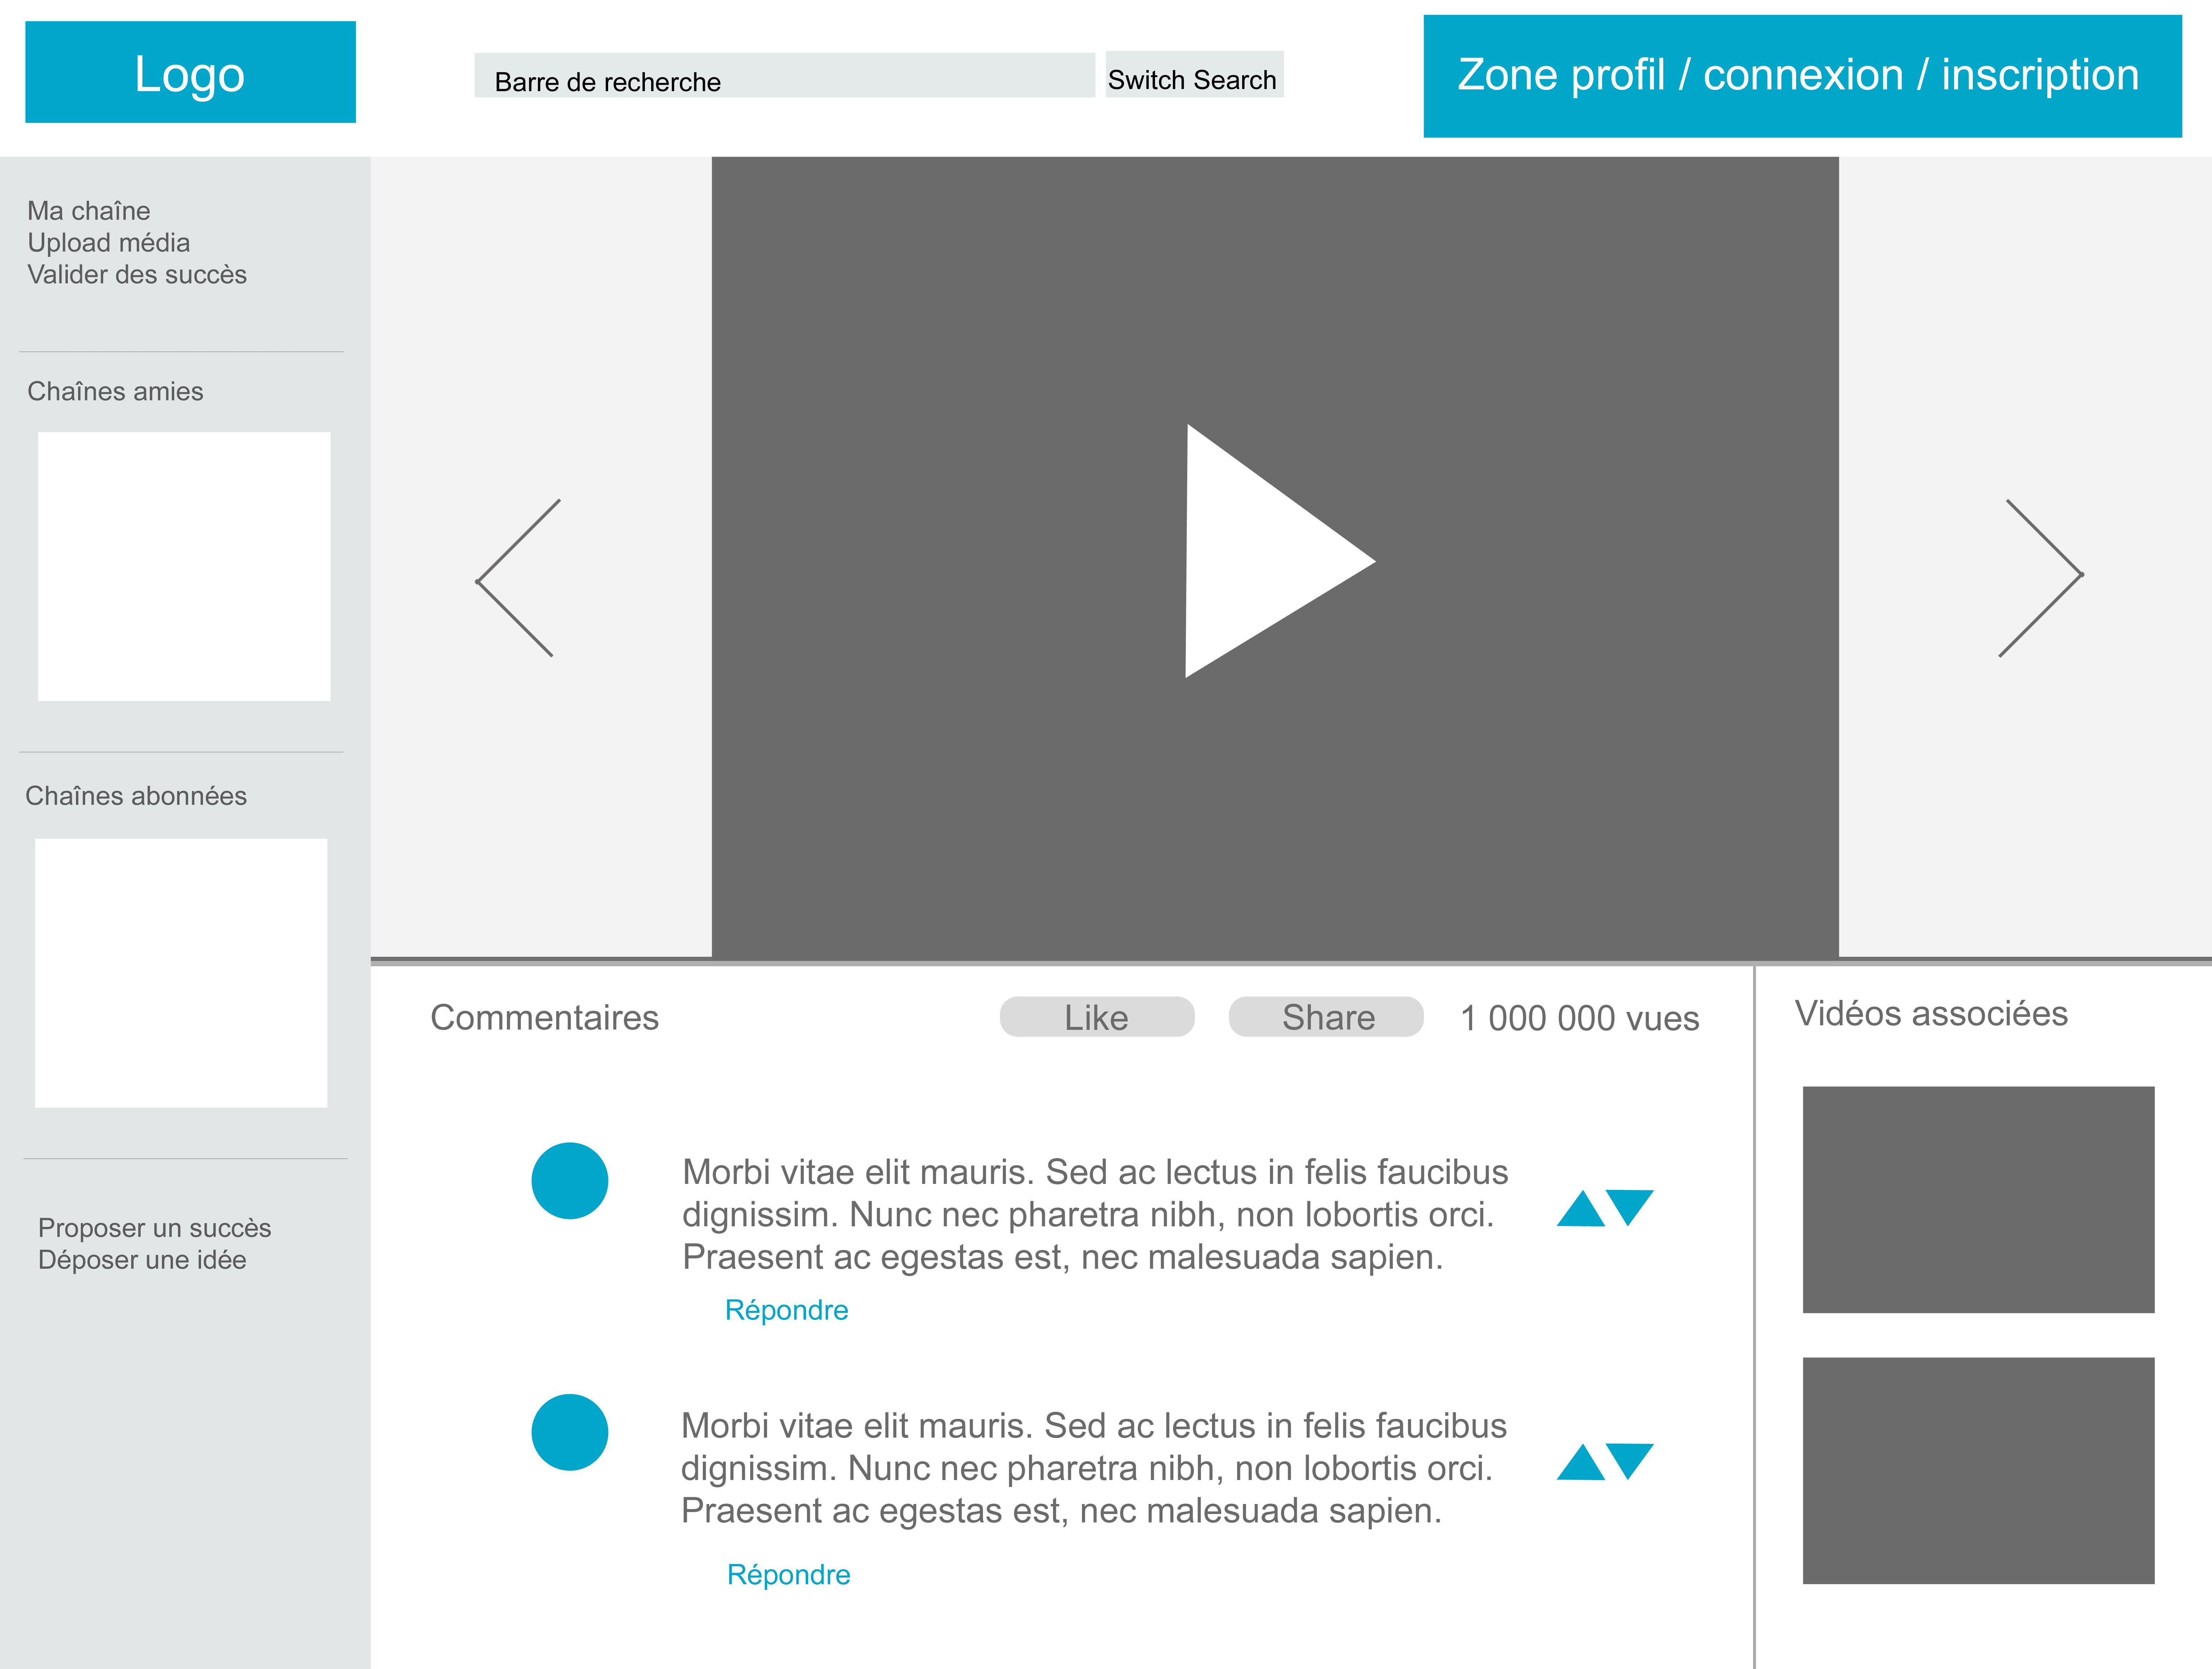 Logo
Barre de recherche
Switch Search
Zone profil / connexion / inscription
Ma chaîne
Upload média
Valider des succès
Chaînes amies
Chaînes abonnées
Proposer un succès
Déposer une idée
Commentaires
Like
Share
1 000 000 vues
Morbi vitae elit mauris. Sed ac lectus in felis faucibus
dignissim. Nunc nec pharetra nibh, non lobortis orci.
Praesent ac egestas est, nec malesuada sapien.
Répondre
Morbi vitae elit mauris. Sed ac lectus in felis faucibus
dignissim. Nunc nec pharetra nibh, non lobortis orci.
Praesent ac egestas est, nec malesuada sapien.
Répondre
Vidéos associées